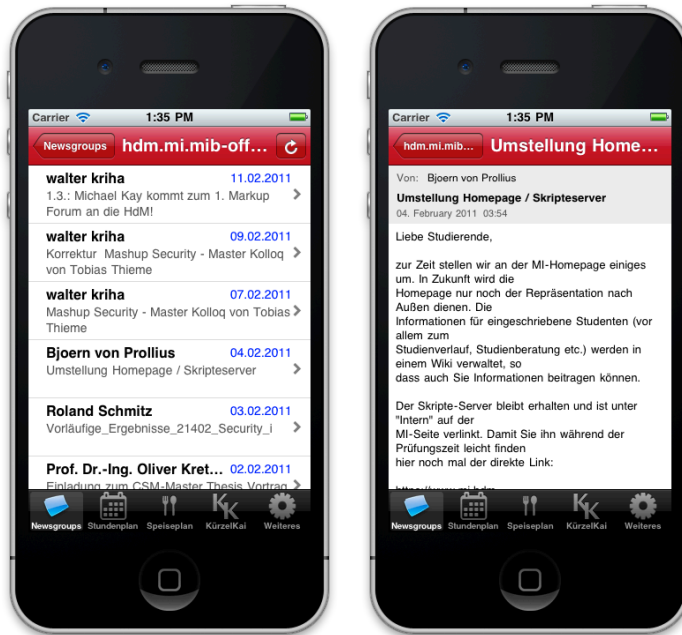 Carrier 1:35 PM
Newsgroups hdm.mi.mib-off...
walter kriha 11.02.2011
1.3.: Michael Kay kommt zum 1. Markup
Forum an die HdM!
walter kriha 09.02.2011
Korrektur Mashup Security - Master Kolloq
von Tobias Thieme
walter kriha 07.02.2011
Mashup Security - Master Kolloq von Tobias
Thieme
Bjoern von Prollius 04.02.2011
Umstellung Homepage / Skripteserver
Roland Schmitz 03.02.2011
Vorläufige_Ergebnisse_21402_Security_i
Prof. Dr.-Ing. Oliver Kret... 02.02.2011
Einladung zum CSM-Master Thesis Vortrag
Newsgroups Stundenplan Speiseplan KürzelKai Weiteres
Carrier 1:35 PM
hdm.mi.mib... Umstellung Home...
Von: Bjoern von Prollius
Umstellung Homepage / Skripteserver
04. February 2011 03:54
Liebe Studierende,
zur Zeit stellen wir an der MI-Homepage einiges
um. In Zukunft wird die
Homepage nur noch der Repräsentation nach
Außen dienen. Die
Informationen für eingeschriebene Studenten (vor
allem zum
Studienverlauf, Studienberatung etc.) werden in
einem Wiki verwaltet, so
dass auch Sie Informationen beitragen können.
Der Skripte-Server bleibt erhalten und ist unter
"Intern" auf der
MI-Seite verlinkt. Damit Sie ihn während der
Prüfungszeit leicht finden
hier noch mal der direkte Link:
Newsgroups Stundenplan Speiseplan KürzelKai Weiteres